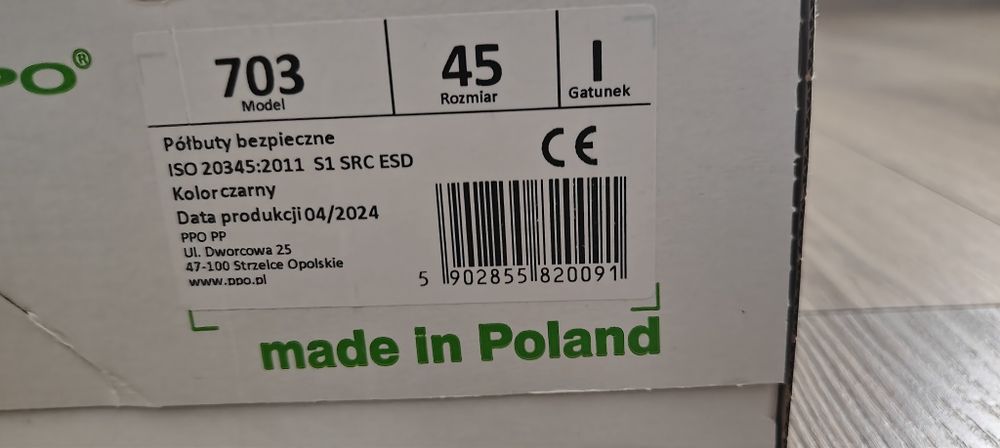 PO®
703
Model
45
Rozmiar
I
Gatunek
Półbuty bezpieczne
ISO 20345:2011 S1 SRC ESD
Kolor czarny
Data produkcji 04/2024
PPO PP
Ul. Dworcowa 25
47-100 Strzelce Opolskie
www.ppo.pl
CE
5 902855 820091
made in Poland